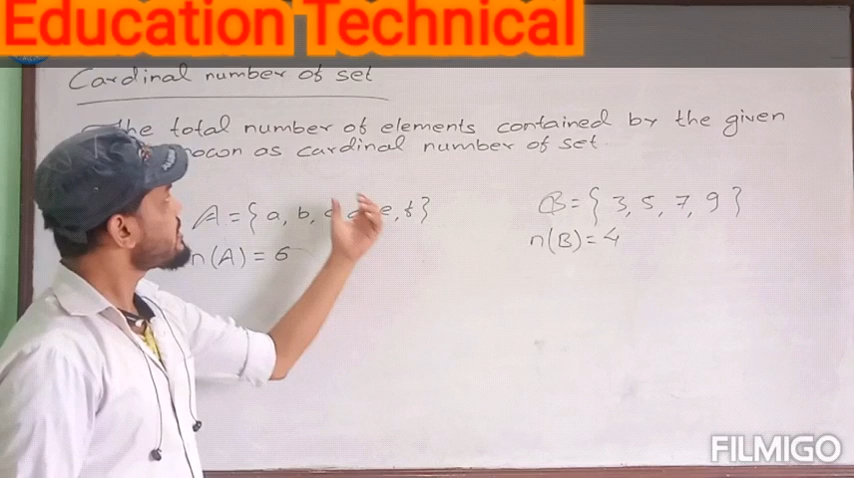 Education Technical
Cardinal number of set
The total number of elements contained by the given
as cardinal number of set.
A = {a, b, e, f}
B = { 3, 5, 7, 9 }
n(A) = 6
n(B) = 4
FILMIGO